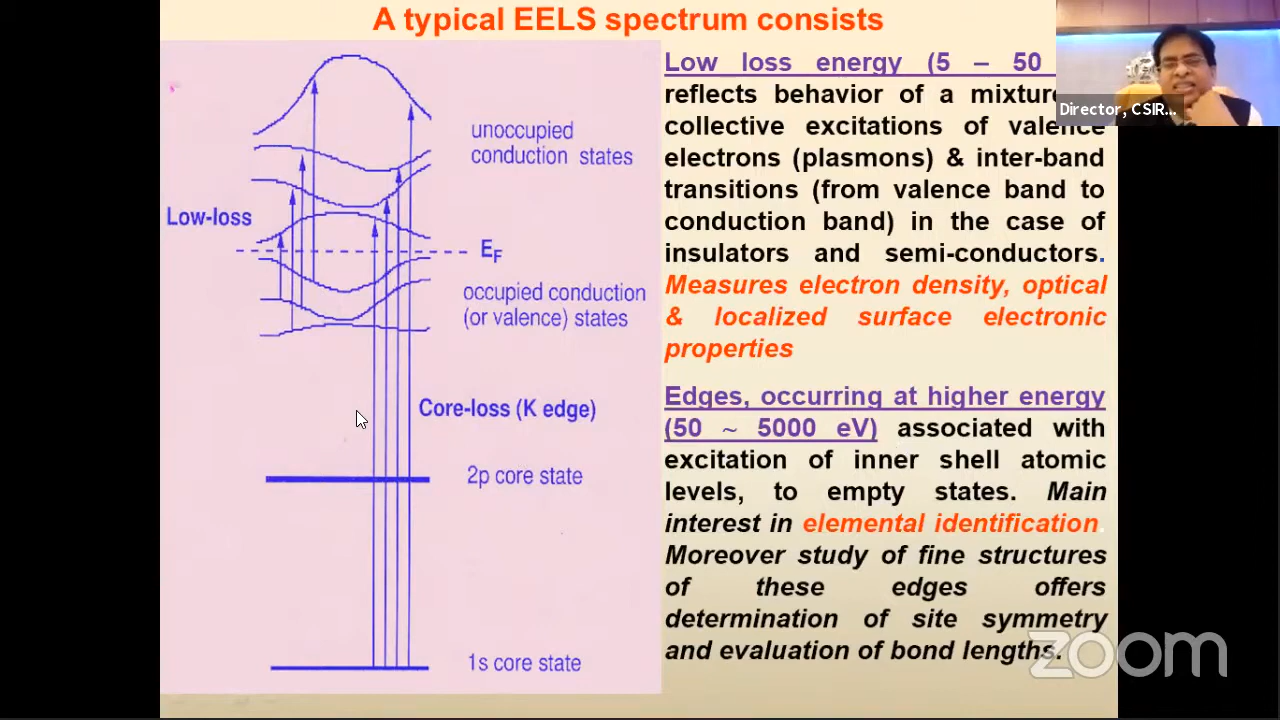 A typical EELS spectrum consists
unoccupied
conduction states
Low-loss
EF
occupied conduction
(or valence) states
Core-loss (K edge)
2p core state
1s core state
Low loss energy (5 – 50
reflects behavior of a mixture
collective excitations of valence
electrons (plasmons) & inter-band
transitions (from valence band to
conduction band) in the case of
insulators and semi-conductors.
Measures electron density, optical
& localized surface electronic
properties
Edges, occurring at higher energy
(50 ~ 5000 eV) associated with
excitation of inner shell atomic
levels, to empty states. Main
interest in elemental identification.
Moreover study of fine structures
of these edges offers
determination of site symmetry
and evaluation of bond lengths.
Director, CSIR...
zoom